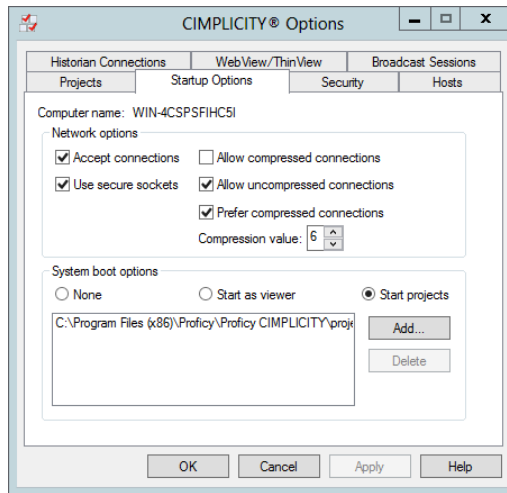 CIMPLICITY® Options
Historian Connections WebView/ThinView Broadcast Sessions
Projects Startup Options Security Hosts
Computer name: WIN-4CSPSFIHC5I
Network options
Accept connections Allow compressed connections
Use secure sockets Allow uncompressed connections
Prefer compressed connections
Compression value: 6
System boot options
None Start as viewer Start projects
C:\Program Files (x86)\Proficy\Proficy CIMPLICITY\proje
Add...
Delete
OK Cancel Apply Help